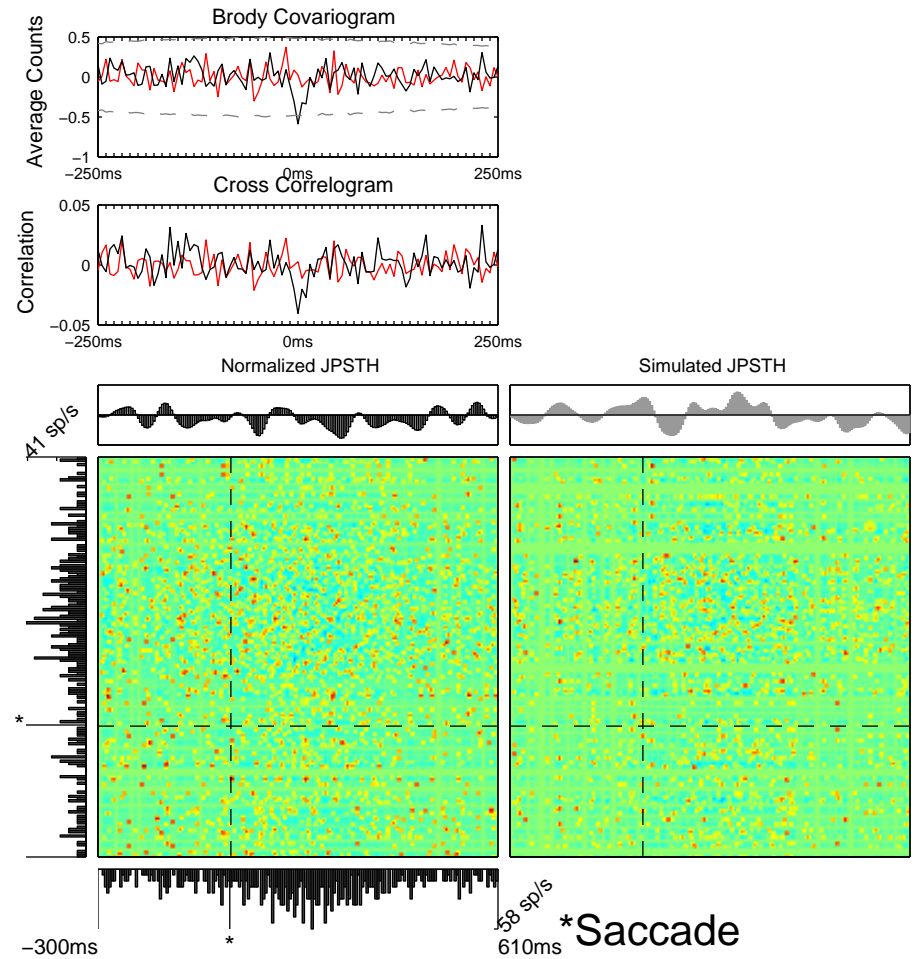 Brody Covariogram
Average Counts
0.5
0
−0.5
−1
−250ms 0ms 250ms
Cross Correlogram
Correlation
0.05
0
−0.05
−250ms 0ms 250ms
Normalized JPSTH Simulated JPSTH
41 sp/s
*
58 sp/s
−300ms * 610ms *Saccade